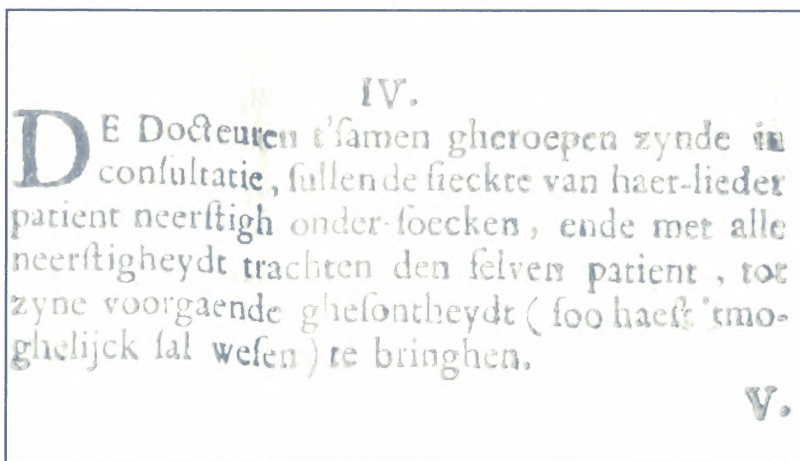 IV.
DE Docteuren t'ſamen gheroepen zynde in
conſultatie, ſullen de ſieckte van haer-lieder
patient neerſtigh onder-ſoecken, ende met alle
neerſtigheydt trachten den ſelven patient, tot
zyne voorgaende gheſontheydt (ſoo haeſt 'tmo-
ghelijck ſal weſen) te bringhen.
V.